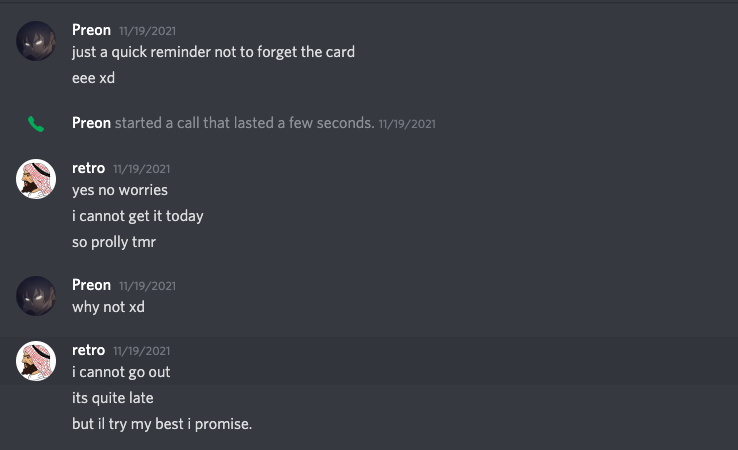 Preon 11/19/2021
just a quick reminder not to forget the card
eee xd
Preon started a call that lasted a few seconds. 11/19/2021
retro 11/19/2021
yes no worries
i cannot get it today
so prolly tmr
Preon 11/19/2021
why not xd
retro 11/19/2021
i cannot go out
its quite late
but il try my best i promise.